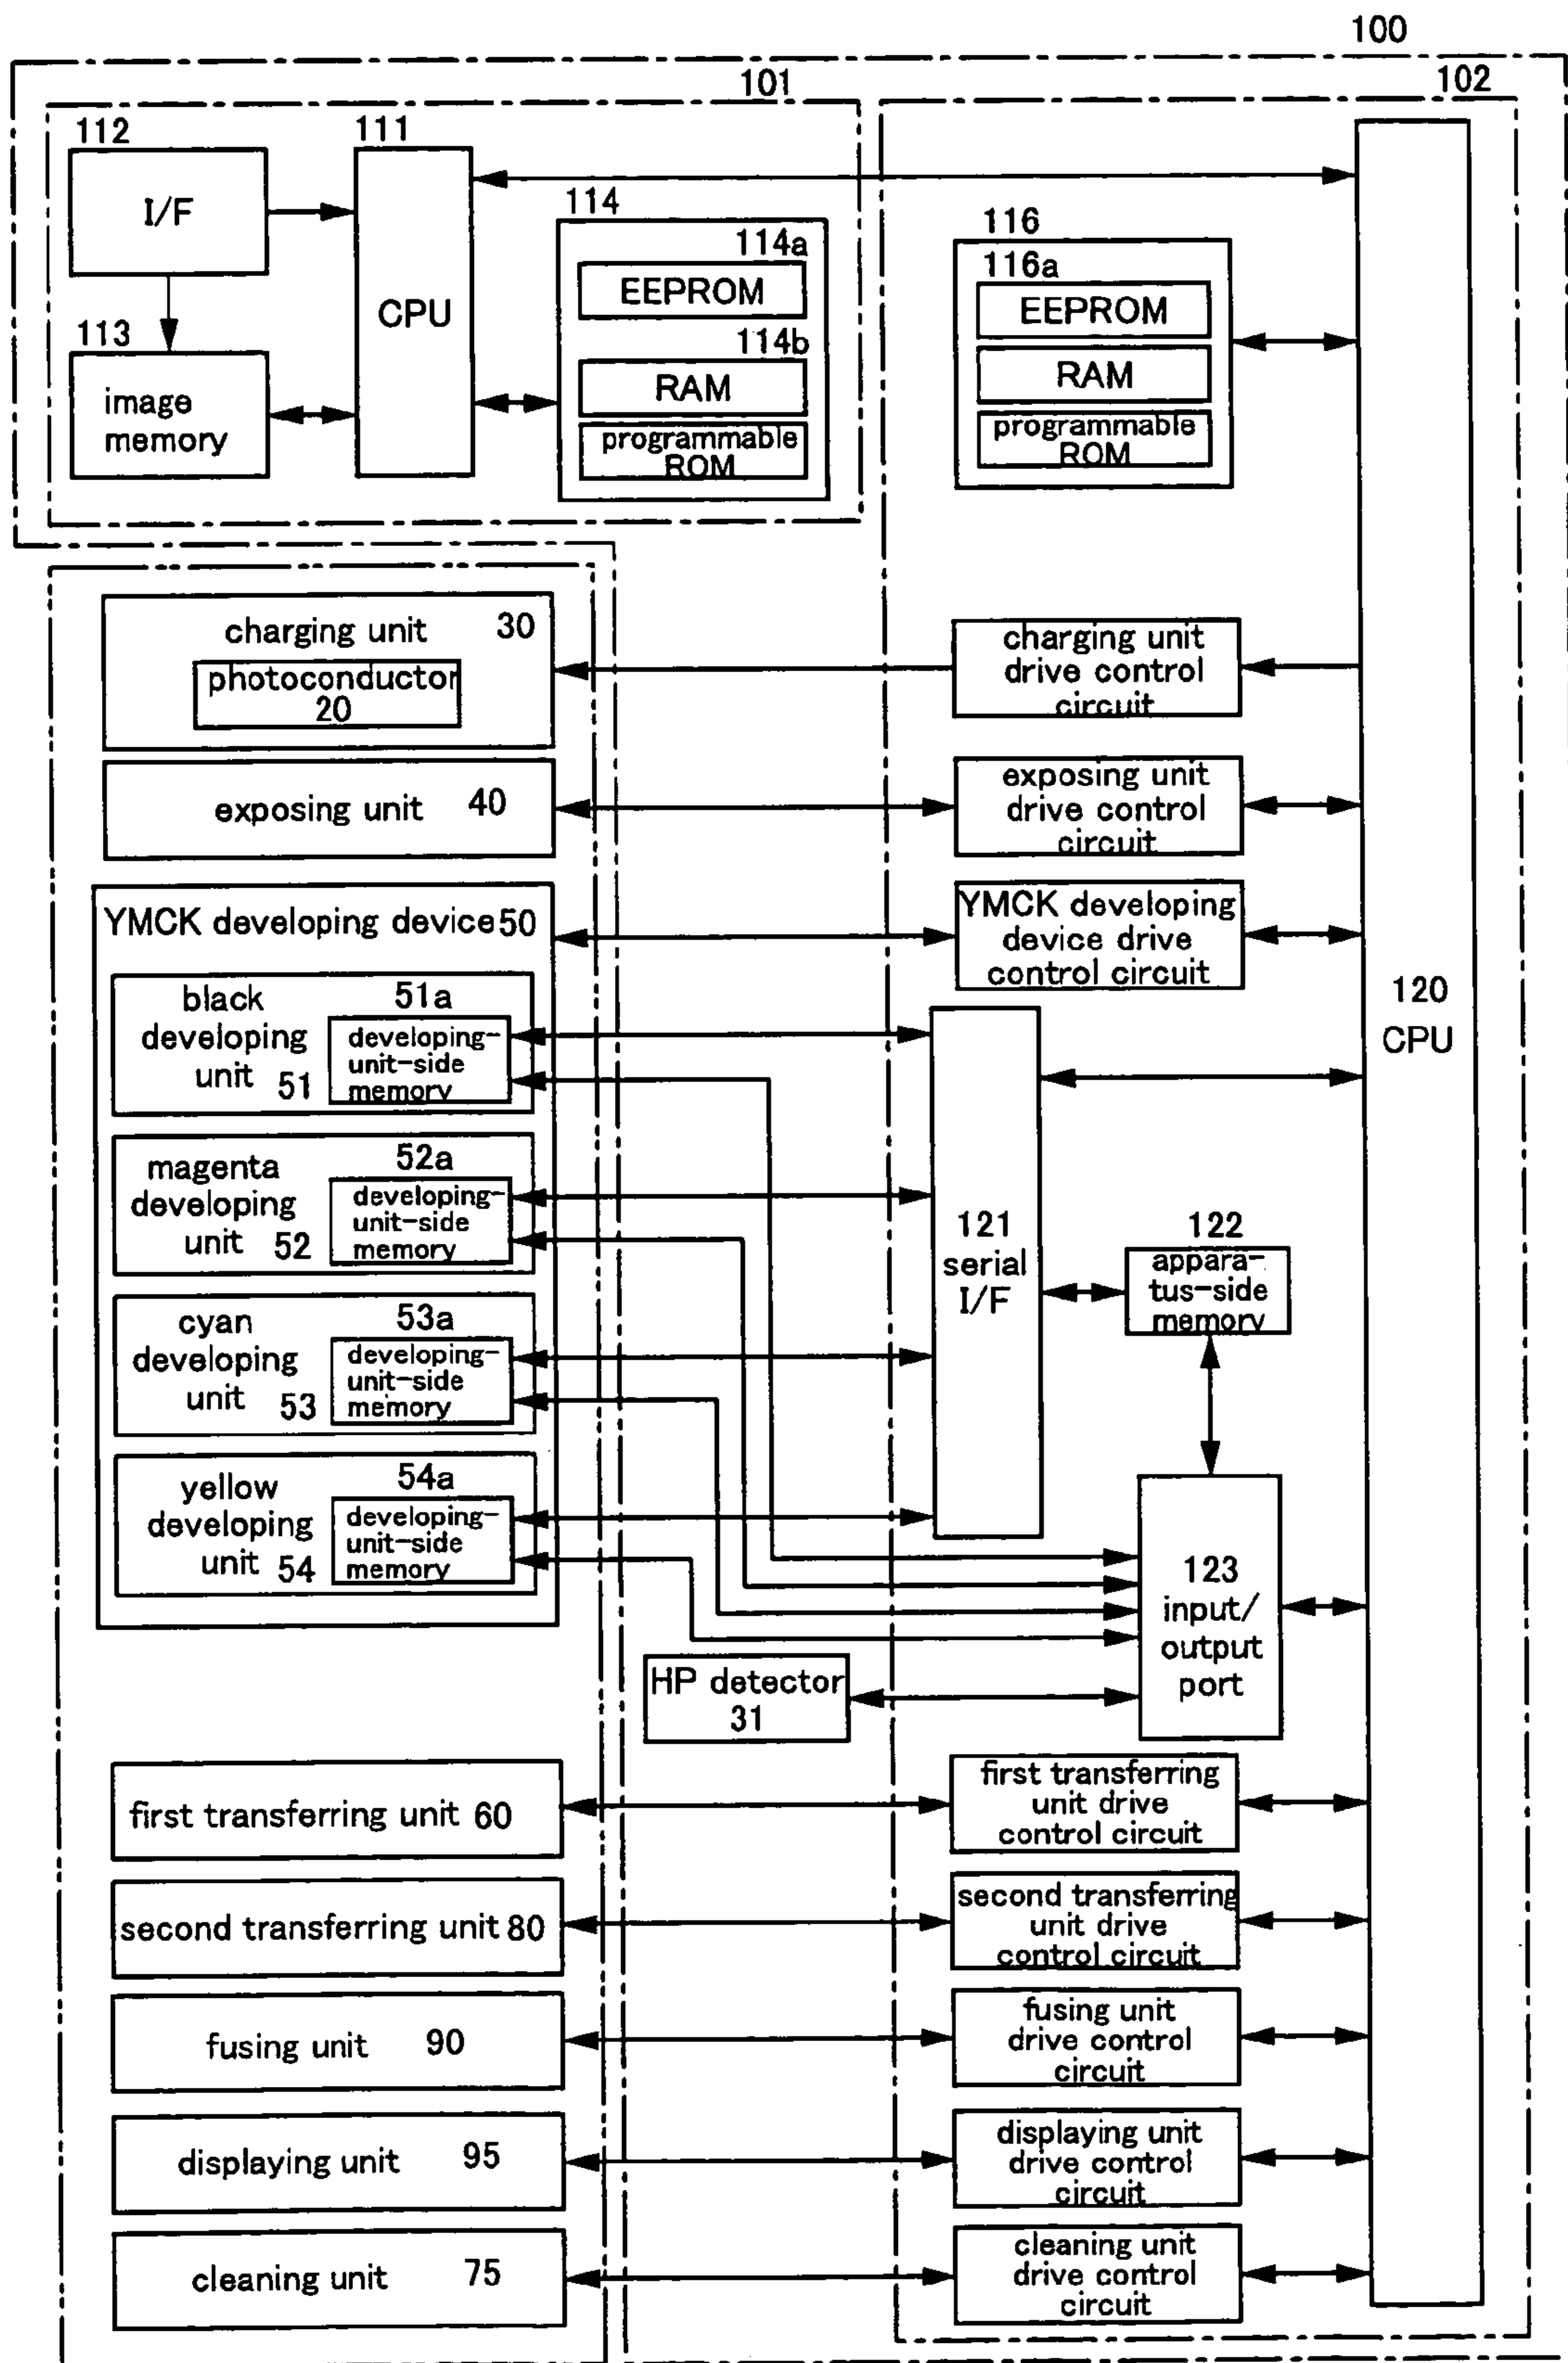 100
101
102
112
111
I/F
CPU
114
114a
EEPROM
114b
RAM
programmable
ROM
113
image
memory
116
116a
EEPROM
RAM
programmable
ROM
charging unit 30
photoconductor
20
charging unit
drive control
circuit
exposing unit 40
exposing unit
drive control
circuit
YMCK developing device 50
YMCK developing
device drive
control circuit
120
CPU
black
developing
unit 51
51a
developing-
unit-side
memory
magenta
developing
unit 52
52a
developing-
unit-side
memory
121
serial
I/F
122
appara-
tus-side
memory
cyan
developing
unit 53
53a
developing-
unit-side
memory
yellow
developing
unit 54
54a
developing-
unit-side
memory
123
input/
output
port
HP detector
31
first transferring unit 60
first transferring
unit drive
control circuit
second transferring unit 80
second transferring
unit drive
control circuit
fusing unit 90
fusing unit
drive control
circuit
displaying unit 95
displaying unit
drive control
circuit
cleaning unit 75
cleaning unit
drive control
circuit